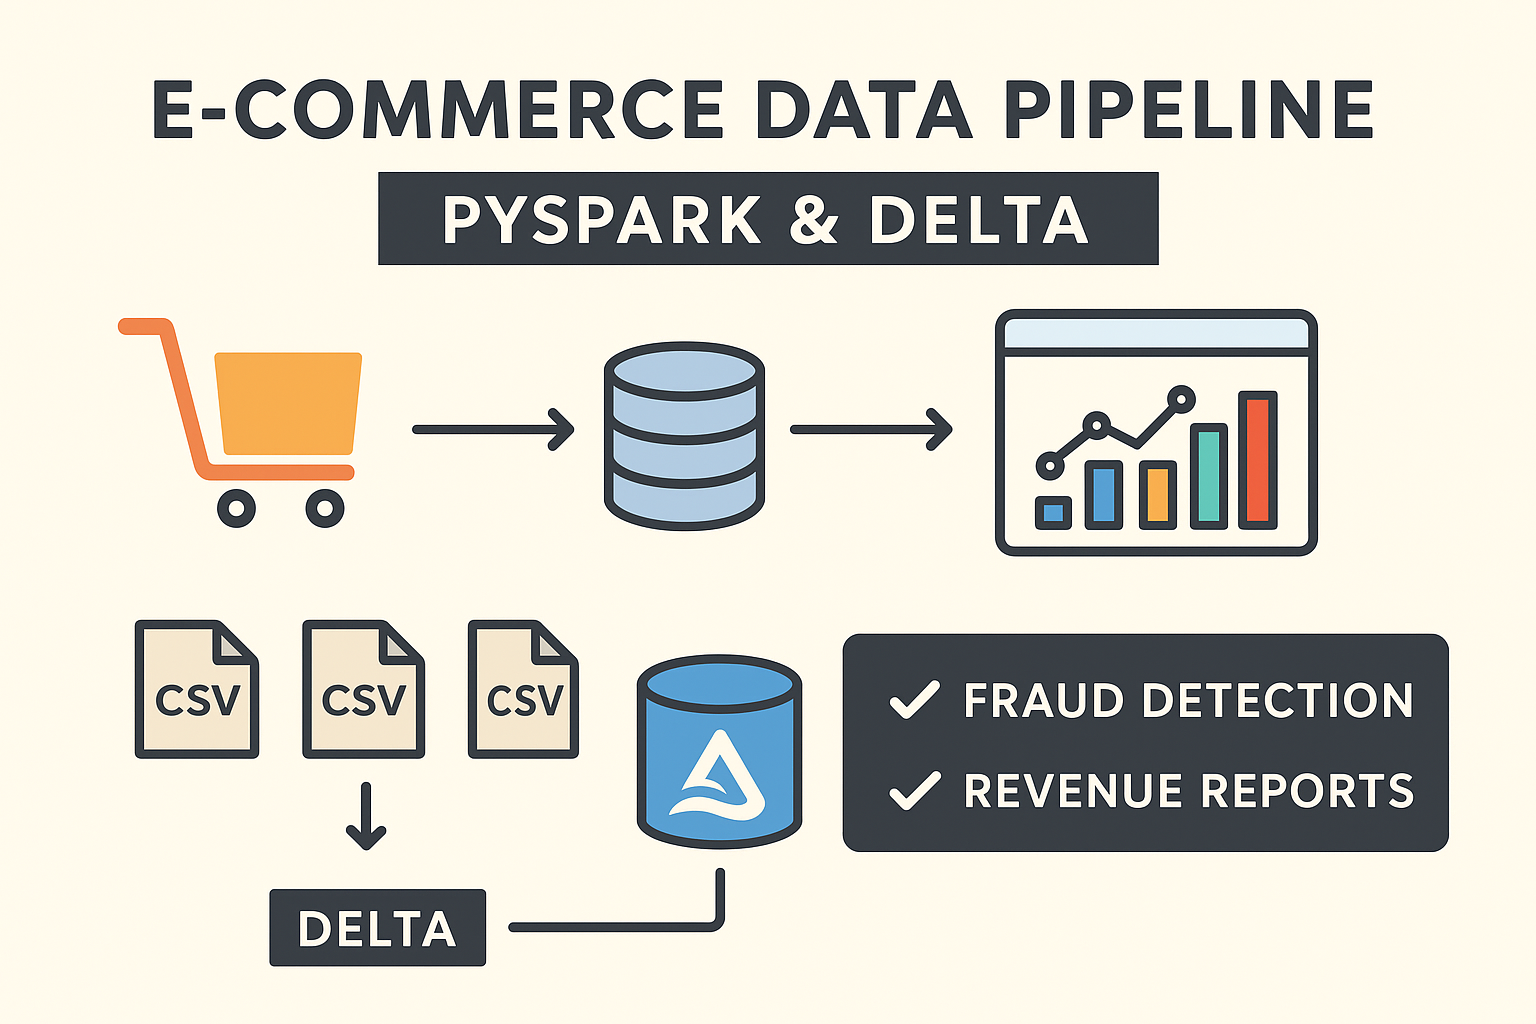 E-COMMERCE DATA PIPELINE
PYSPARK & DELTA
CSV
CSV
CSV
FRAUD DETECTION
REVENUE REPORTS
DELTA